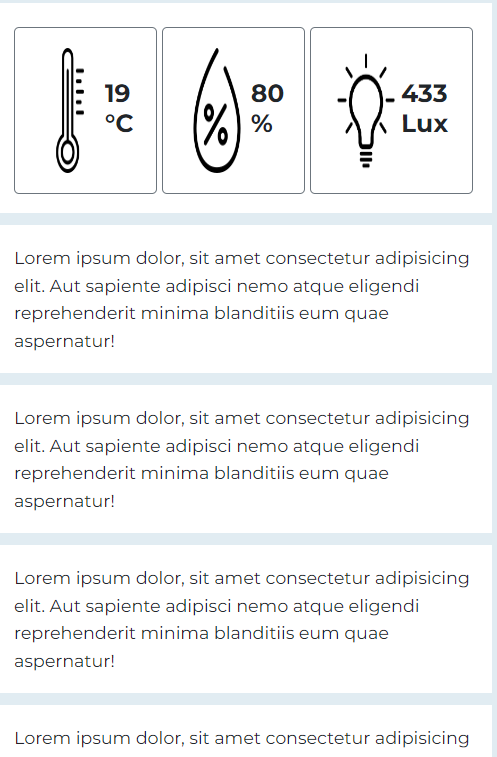 19
°C
80
%
433
Lux
%
Lorem ipsum dolor, sit amet consectetur adipisicing
elit. Aut sapiente adipisci nemo atque eligendi
reprehenderit minima blanditiis eum quae
aspernatur!
Lorem ipsum dolor, sit amet consectetur adipisicing
elit. Aut sapiente adipisci nemo atque eligendi
reprehenderit minima blanditiis eum quae
aspernatur!
Lorem ipsum dolor, sit amet consectetur adipisicing
elit. Aut sapiente adipisci nemo atque eligendi
reprehenderit minima blanditiis eum quae
aspernatur!
Lorem ipsum dolor, sit amet consectetur adipisicing